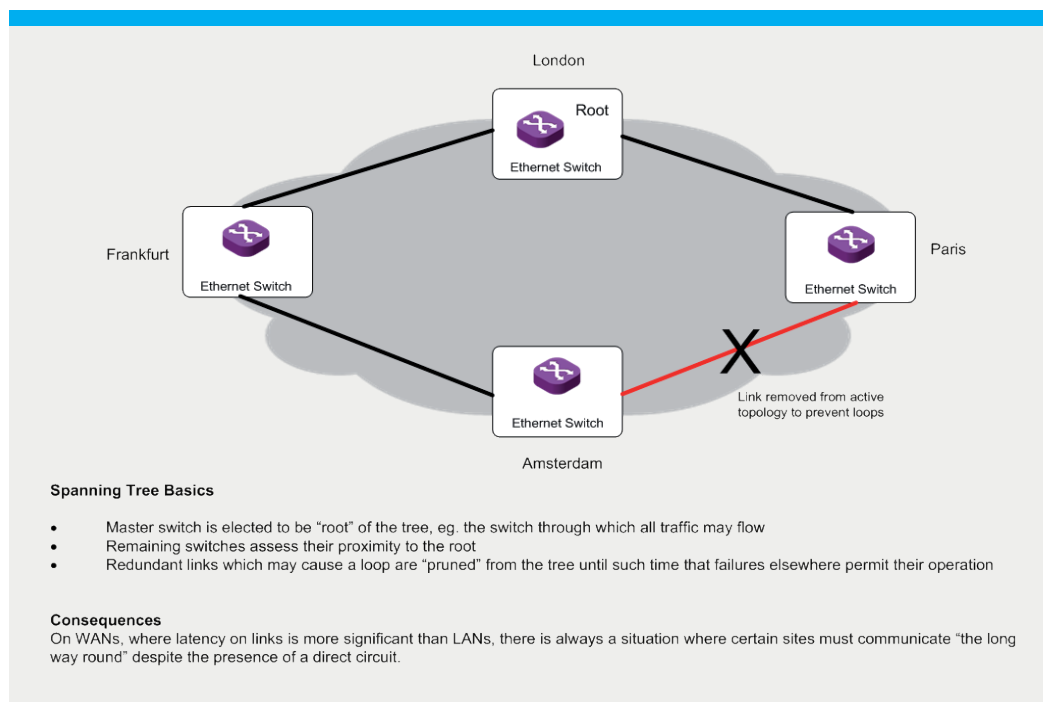 London
Root
Ethernet Switch
Frankfurt
Ethernet Switch
Paris
Ethernet Switch
Link removed from active
topology to prevent loops
Ethernet Switch
Amsterdam
Spanning Tree Basics
• Master switch is elected to be “root” of the tree, eg. the switch through which all traffic may flow
• Remaining switches assess their proximity to the root
• Redundant links which may cause a loop are “pruned” from the tree until such time that failures elsewhere permit their operation
Consequences
On WANs, where latency on links is more significant than LANs, there is always a situation where certain sites must communicate “the long
way round” despite the presence of a direct circuit.